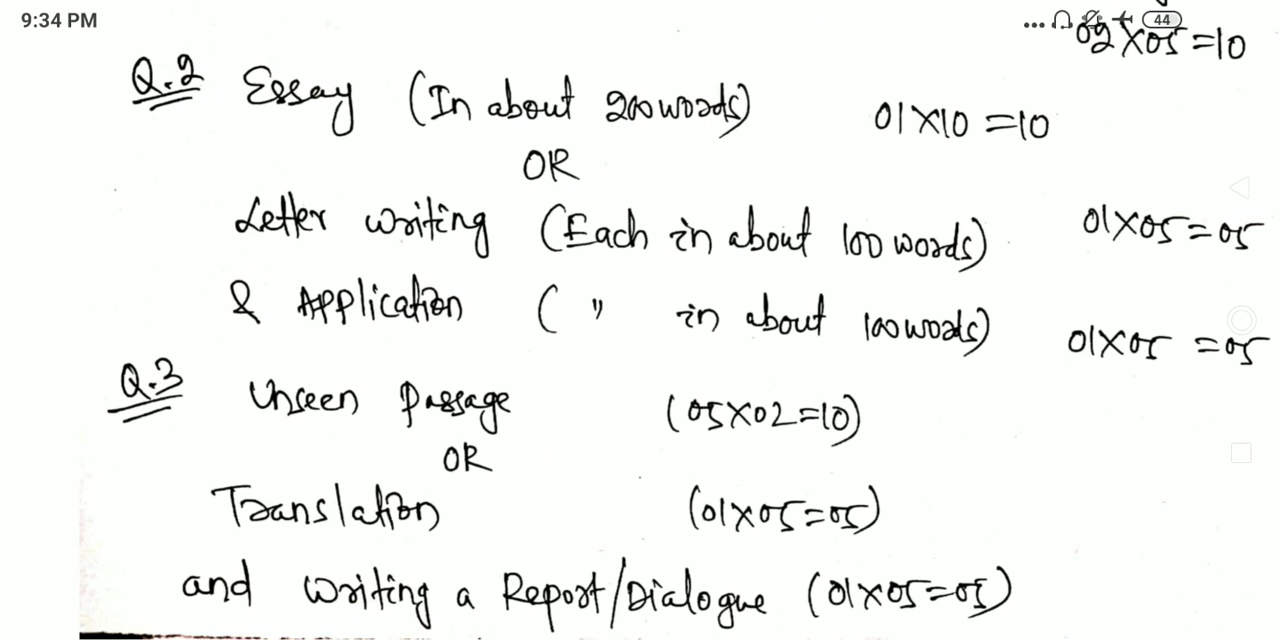 9:34 PM
44
02×05=10
Q.2 Essay (In about 200 words) 01×10=10
OR
Letter writing (Each in about 100 words) 01×05=05
& Application ( " in about 100 words) 01×05=05
Q.3 Unseen Passage (05×02=10)
OR
Translation (01×05=05)
and writing a Report/Dialogue (01×05=05)